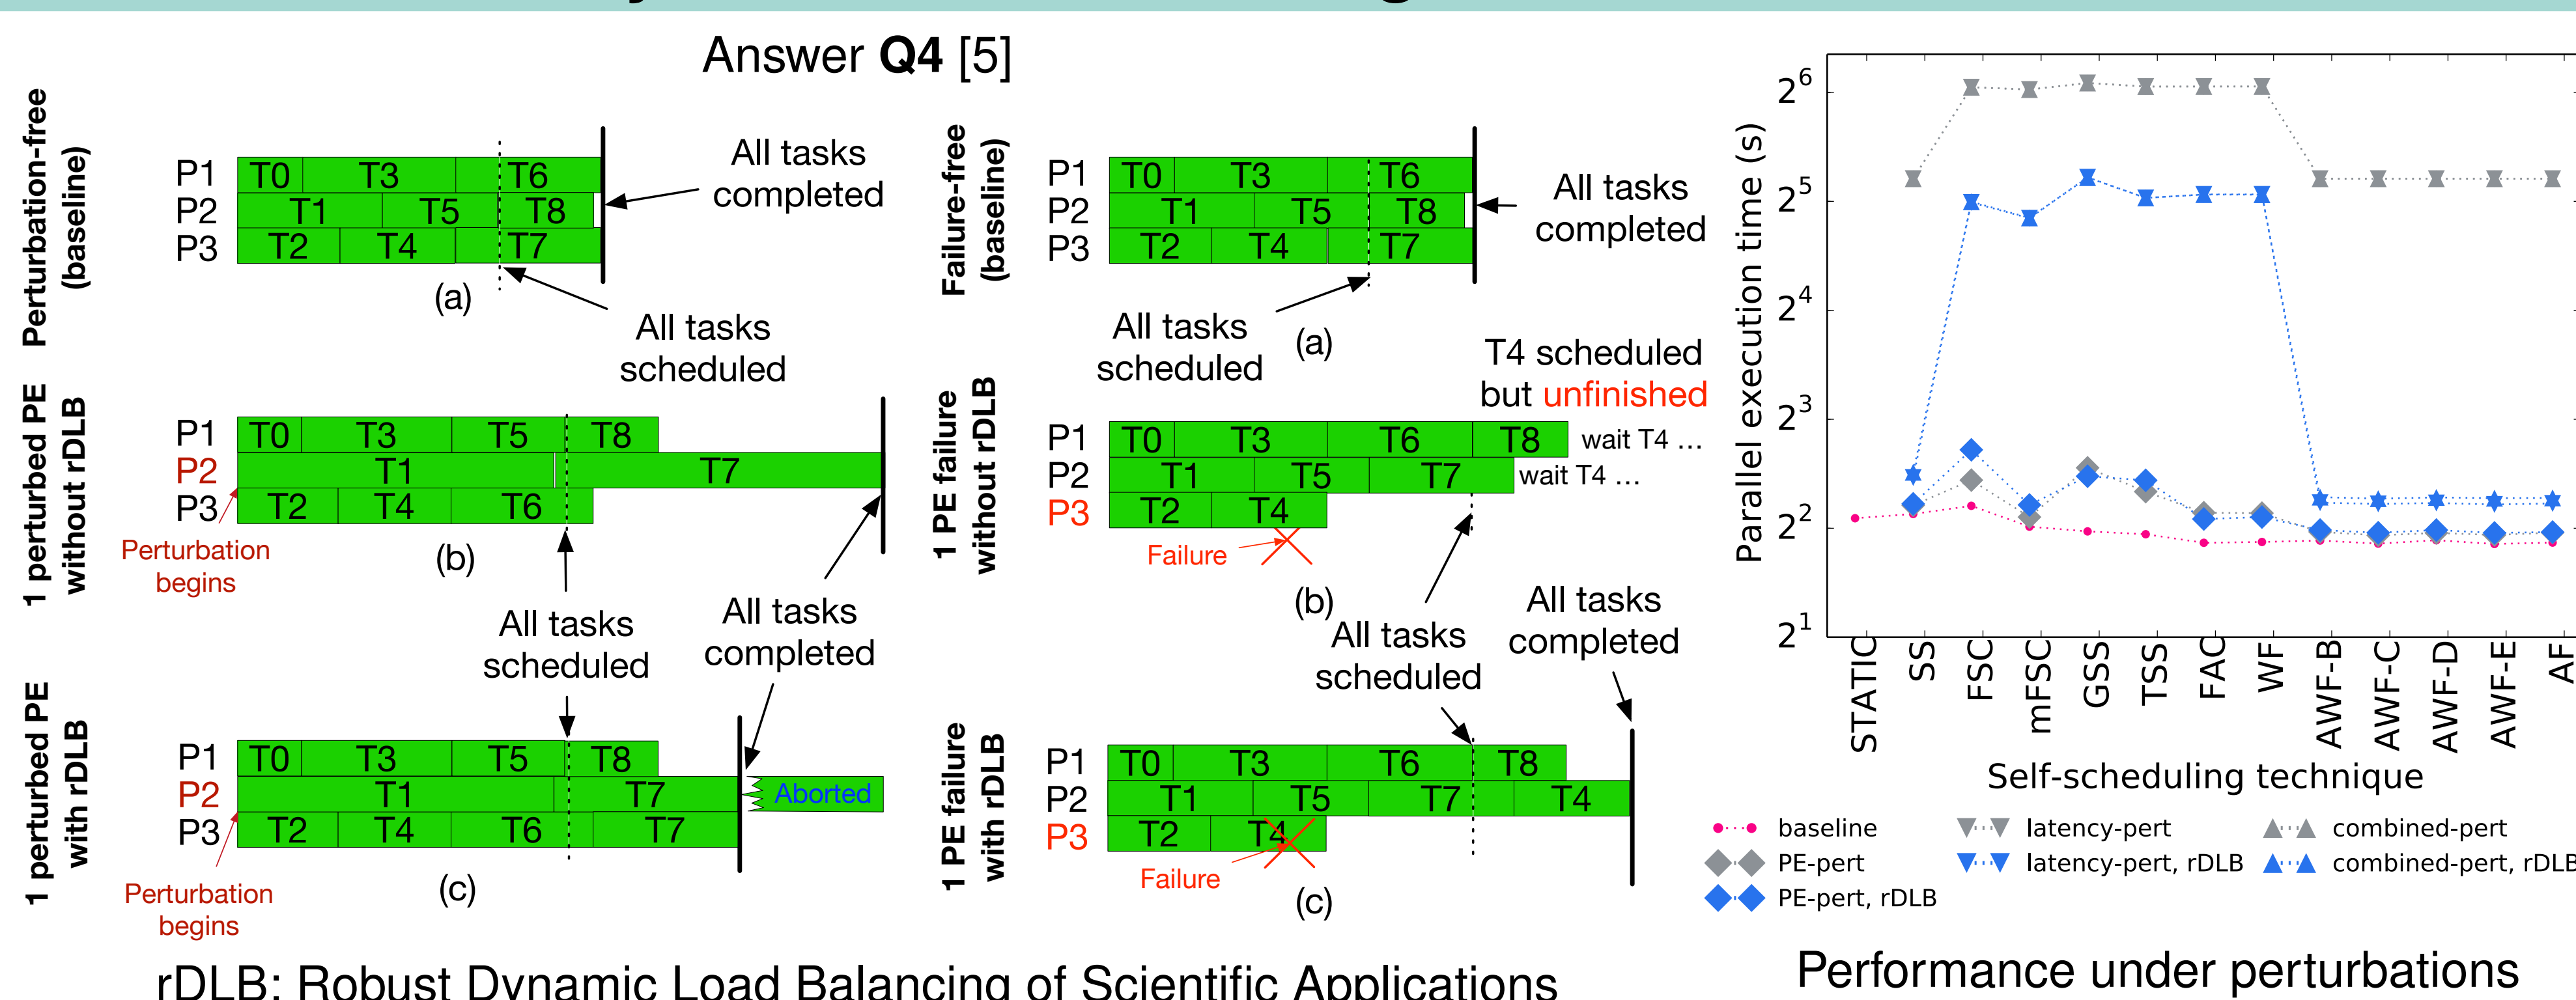 Answer Q4 [5]
Perturbation-free
(baseline)
P1 T0 T3 T6
P2 T1 T5 T8
P3 T2 T4 T7
All tasks
completed
(a)
All tasks
scheduled
1 perturbed PE
without rDLB
P1 T0 T3 T5 T8
P2 T1 T7
P3 T2 T4 T6
Perturbation
begins
(b)
All tasks
scheduled
All tasks
completed
1 perturbed PE
with rDLB
P1 T0 T3 T5 T8
P2 T1 T7 Aborted
P3 T2 T4 T6 T7
Perturbation
begins
(c)
Failure-free
(baseline)
P1 T0 T3 T6
P2 T1 T5 T8
P3 T2 T4 T7
All tasks
completed
All tasks
scheduled
(a)
T4 scheduled
but unfinished
1 PE failure
without rDLB
P1 T0 T3 T6 T8 wait T4 ...
P2 T1 T5 T7 wait T4 ...
P3 T2 T4
Failure
(b)
All tasks
scheduled
All tasks
completed
1 PE failure
with rDLB
P1 T0 T3 T6 T8
P2 T1 T5 T7 T4
P3 T2 T4
Failure
(c)
rDLB: Robust Dynamic Load Balancing of Scientific Applications
Parallel execution time (s)
2^6
2^5
2^4
2^3
2^2
2^1
STATIC
SS
FSC
mFSC
GSS
TSS
FAC
WF
AWF-B
AWF-C
AWF-D
AWF-E
AF
Self-scheduling technique
baseline
PE-pert
PE-pert, rDLB
latency-pert
latency-pert, rDLB
combined-pert
combined-pert, rDLB
Performance under perturbations